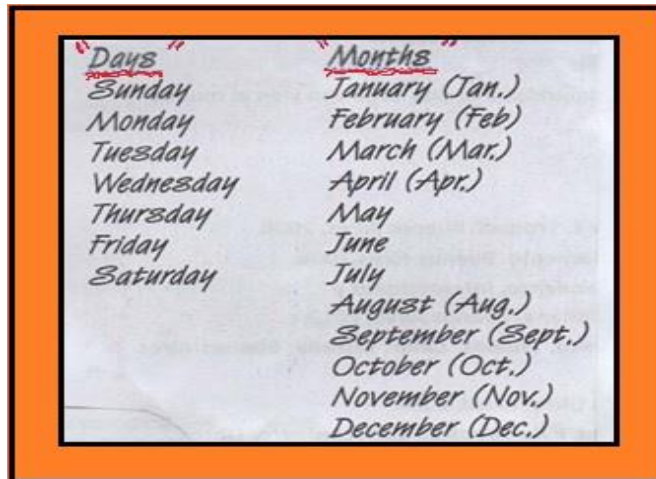 "Days"
Sunday
Monday
Tuesday
Wednesday
Thursday
Friday
Saturday
"Months"
January (Jan.)
February (Feb)
March (Mar.)
April (Apr.)
May
June
July
August (Aug.)
September (Sept.)
October (Oct.)
November (Nov.)
December (Dec.)